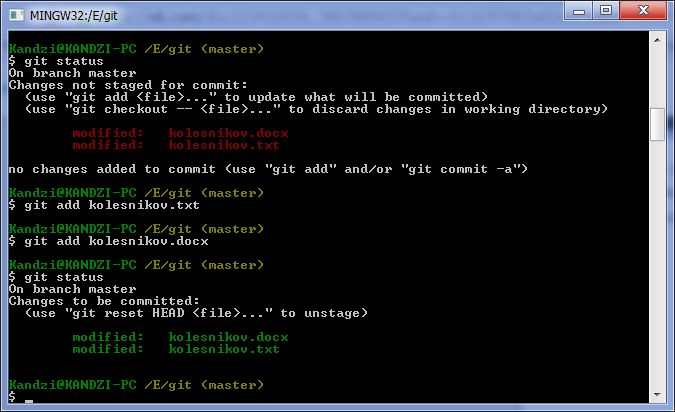 MINGW32:/E/git
Kandzi@KANDZI-PC /E/git (master)
$ git status
On branch master
Changes not staged for commit:
  (use "git add <file>..." to update what will be committed)
  (use "git checkout -- <file>..." to discard changes in working directory)
        modified:   kolesnikov.docx
        modified:   kolesnikov.txt
no changes added to commit (use "git add" and/or "git commit -a")
Kandzi@KANDZI-PC /E/git (master)
$ git add kolesnikov.txt
Kandzi@KANDZI-PC /E/git (master)
$ git add kolesnikov.docx
Kandzi@KANDZI-PC /E/git (master)
$ git status
On branch master
Changes to be committed:
  (use "git reset HEAD <file>..." to unstage)
        modified:   kolesnikov.docx
        modified:   kolesnikov.txt
Kandzi@KANDZI-PC /E/git (master)
$ _